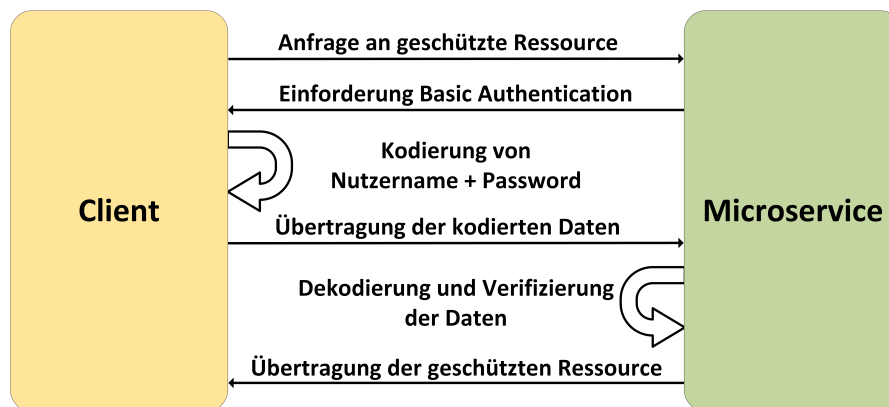 Anfrage an geschützte Ressource
Einforderung Basic Authentication
Kodierung von
Nutzername + Password
Client
Microservice
Übertragung der kodierten Daten
Dekodierung und Verifizierung
der Daten
Übertragung der geschützten Ressource